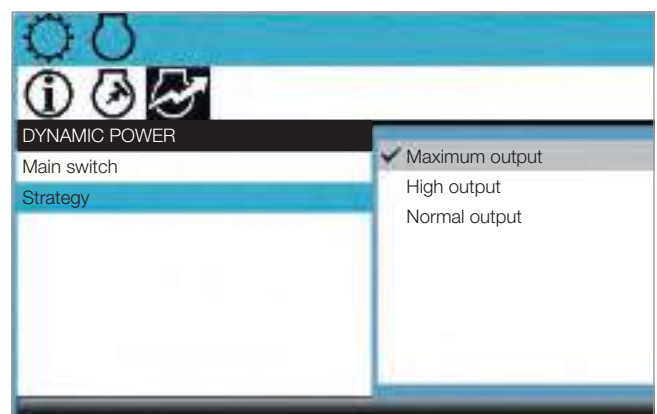 DYNAMIC POWER
Main switch
Strategy
Maximum output
High output
Normal output